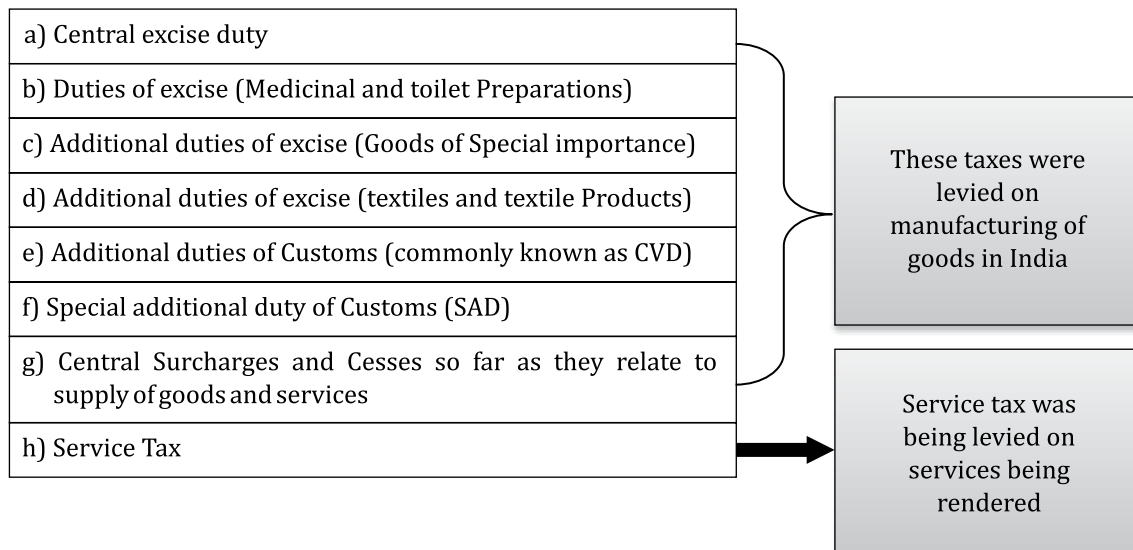 a) Central excise duty
b) Duties of excise (Medicinal and toilet Preparations)
c) Additional duties of excise (Goods of Special importance)
d) Additional duties of excise (textiles and textile Products)
e) Additional duties of Customs (commonly known as CVD)
f) Special additional duty of Customs (SAD)
g) Central Surcharges and Cesses so far as they relate to
supply of goods and services
h) Service Tax
These taxes were
levied on
manufacturing of
goods in India
Service tax was
being levied on
services being
rendered